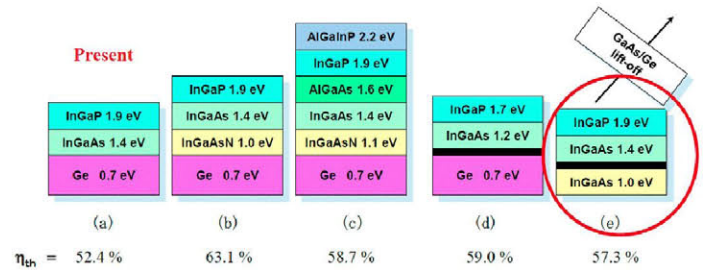 Present
InGaP 1.9 eV
InGaAs 1.4 eV
Ge 0.7 eV
(a)
InGaP 1.9 eV
InGaAs 1.4 eV
InGaAsN 1.0 eV
Ge 0.7 eV
(b)
AlGaInP 2.2 eV
InGaP 1.9 eV
AlGaAs 1.6 eV
InGaAs 1.4 eV
InGaAsN 1.1 eV
Ge 0.7 eV
(c)
InGaP 1.7 eV
InGaAs 1.2 eV
Ge 0.7 eV
(d)
GaAs/Ge
lift-off
InGaP 1.9 eV
InGaAs 1.4 eV
InGaAs 1.0 eV
(e)
ηth = 52.4 % 63.1 % 58.7 % 59.0 % 57.3 %